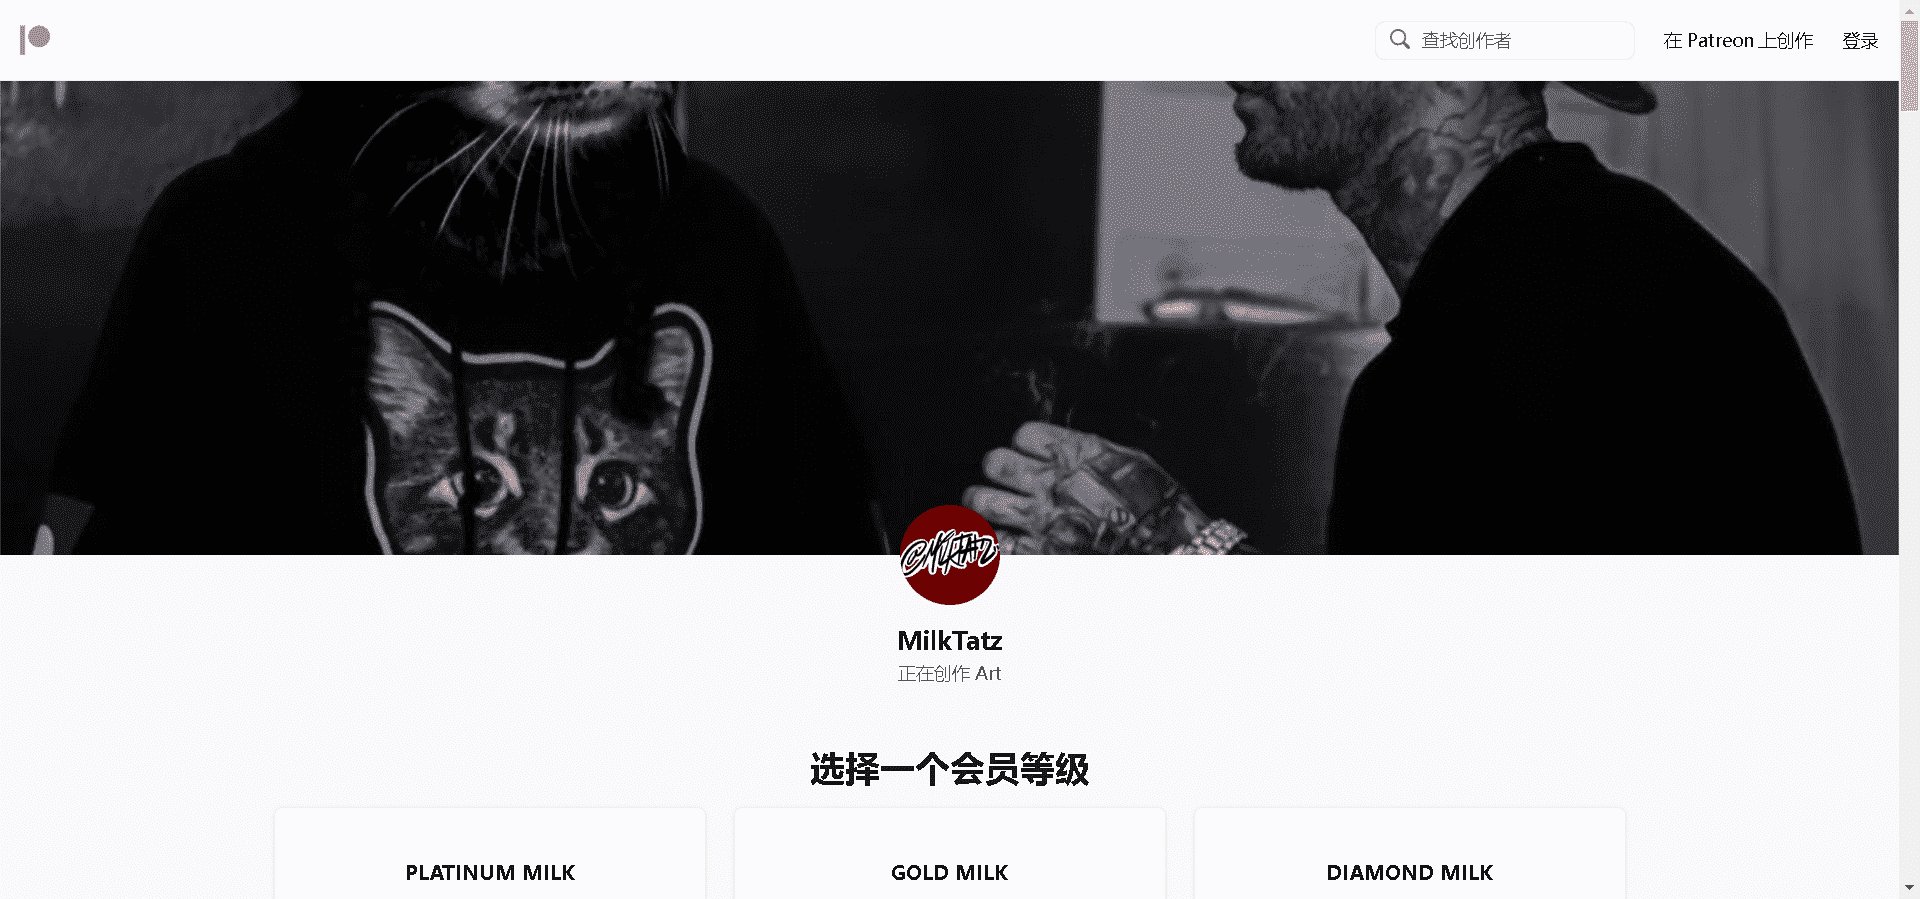 查找创作者
在 Patreon 上创作
登录
MILKTATZ
MilkTatz
正在创作 Art
选择一个会员等级
PLATINUM MILK
GOLD MILK
DIAMOND MILK